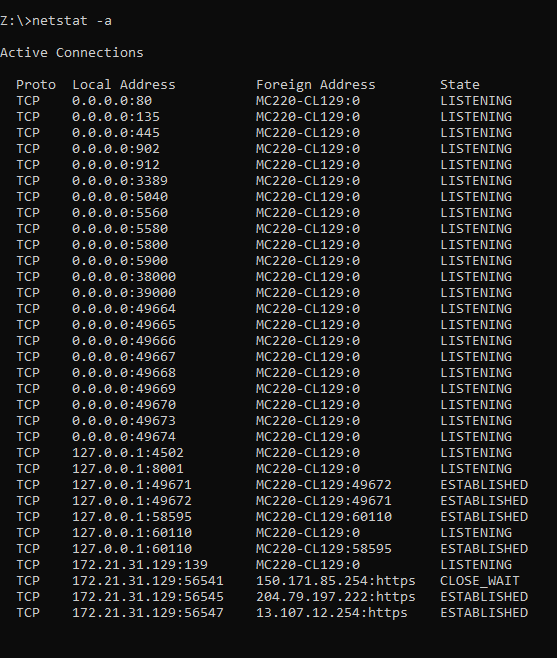 Z:\>netstat -a
Active Connections
Proto  Local Address          Foreign Address        State
TCP    0.0.0.0:80             MC220-CL129:0          LISTENING
TCP    0.0.0.0:135            MC220-CL129:0          LISTENING
TCP    0.0.0.0:445            MC220-CL129:0          LISTENING
TCP    0.0.0.0:902            MC220-CL129:0          LISTENING
TCP    0.0.0.0:912            MC220-CL129:0          LISTENING
TCP    0.0.0.0:3389           MC220-CL129:0          LISTENING
TCP    0.0.0.0:5040           MC220-CL129:0          LISTENING
TCP    0.0.0.0:5560           MC220-CL129:0          LISTENING
TCP    0.0.0.0:5580           MC220-CL129:0          LISTENING
TCP    0.0.0.0:5800           MC220-CL129:0          LISTENING
TCP    0.0.0.0:5900           MC220-CL129:0          LISTENING
TCP    0.0.0.0:38000          MC220-CL129:0          LISTENING
TCP    0.0.0.0:39000          MC220-CL129:0          LISTENING
TCP    0.0.0.0:49664          MC220-CL129:0          LISTENING
TCP    0.0.0.0:49665          MC220-CL129:0          LISTENING
TCP    0.0.0.0:49666          MC220-CL129:0          LISTENING
TCP    0.0.0.0:49667          MC220-CL129:0          LISTENING
TCP    0.0.0.0:49668          MC220-CL129:0          LISTENING
TCP    0.0.0.0:49669          MC220-CL129:0          LISTENING
TCP    0.0.0.0:49670          MC220-CL129:0          LISTENING
TCP    0.0.0.0:49673          MC220-CL129:0          LISTENING
TCP    0.0.0.0:49674          MC220-CL129:0          LISTENING
TCP    127.0.0.1:4502         MC220-CL129:0          LISTENING
TCP    127.0.0.1:8001         MC220-CL129:0          LISTENING
TCP    127.0.0.1:49671        MC220-CL129:49672      ESTABLISHED
TCP    127.0.0.1:49672        MC220-CL129:49671      ESTABLISHED
TCP    127.0.0.1:58595        MC220-CL129:60110      ESTABLISHED
TCP    127.0.0.1:60110        MC220-CL129:0          LISTENING
TCP    127.0.0.1:60110        MC220-CL129:58595      ESTABLISHED
TCP    172.21.31.129:139      MC220-CL129:0          LISTENING
TCP    172.21.31.129:56541    150.171.85.254:https   CLOSE_WAIT
TCP    172.21.31.129:56545    204.79.197.222:https   ESTABLISHED
TCP    172.21.31.129:56547    13.107.12.254:https    ESTABLISHED